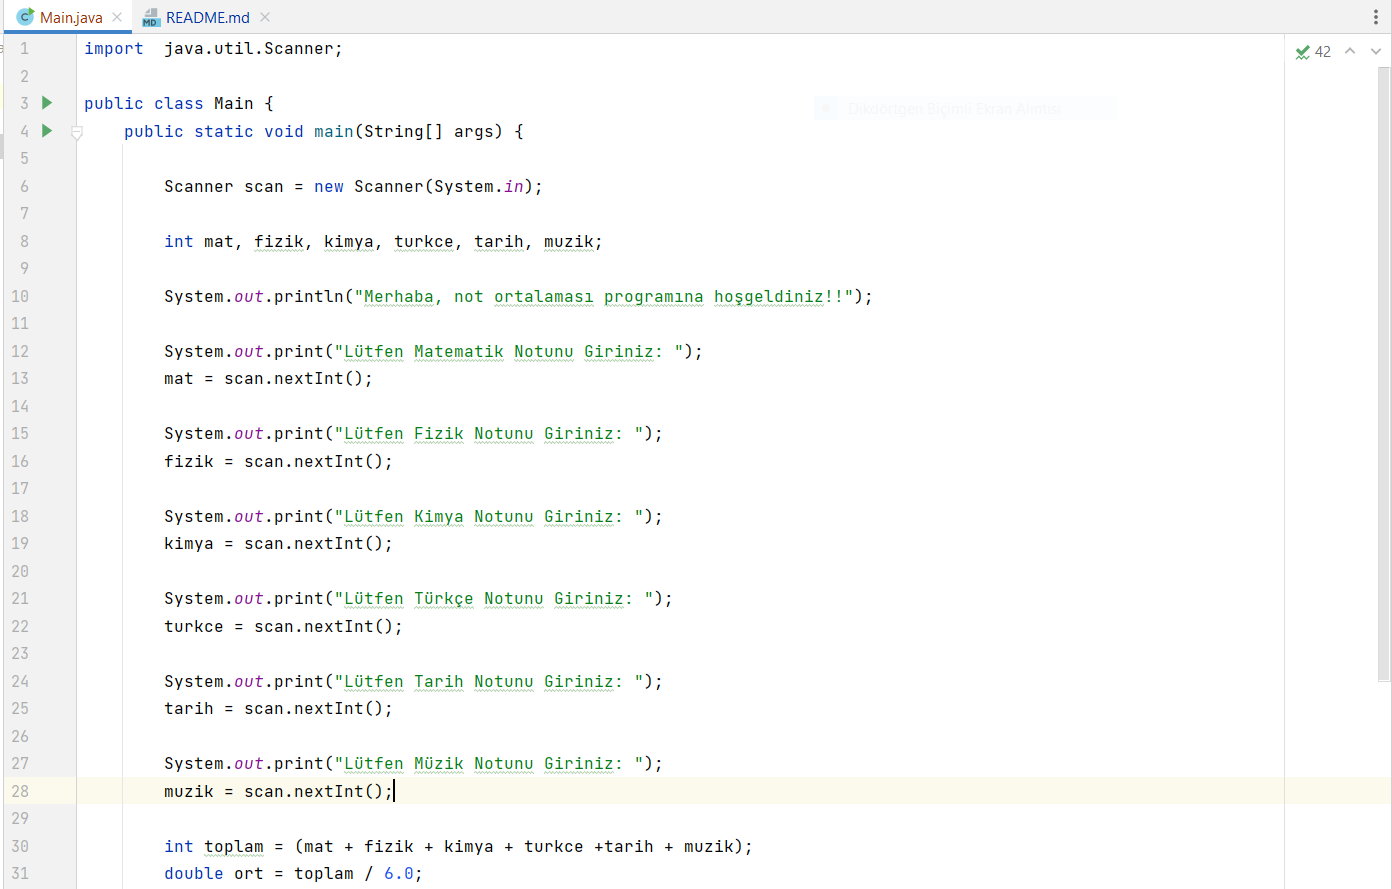 Main.java README.md
1 import  java.util.Scanner;
2
3 public class Main {
4     public static void main(String[] args) {
5
6         Scanner scan = new Scanner(System.in);
7
8         int mat, fizik, kimya, turkce, tarih, muzik;
9
10         System.out.println("Merhaba, not ortalaması programına hoşgeldiniz!!");
11
12         System.out.print("Lütfen Matematik Notunu Giriniz: ");
13         mat = scan.nextInt();
14
15         System.out.print("Lütfen Fizik Notunu Giriniz: ");
16         fizik = scan.nextInt();
17
18         System.out.print("Lütfen Kimya Notunu Giriniz: ");
19         kimya = scan.nextInt();
20
21         System.out.print("Lütfen Türkçe Notunu Giriniz: ");
22         turkce = scan.nextInt();
23
24         System.out.print("Lütfen Tarih Notunu Giriniz: ");
25         tarih = scan.nextInt();
26
27         System.out.print("Lütfen Müzik Notunu Giriniz: ");
28         muzik = scan.nextInt();
29
30         int toplam = (mat + fizik + kimya + turkce +tarih + muzik);
31         double ort = toplam / 6.0;
42
Dikdörtgen Biçimli Ekran Alıntısı